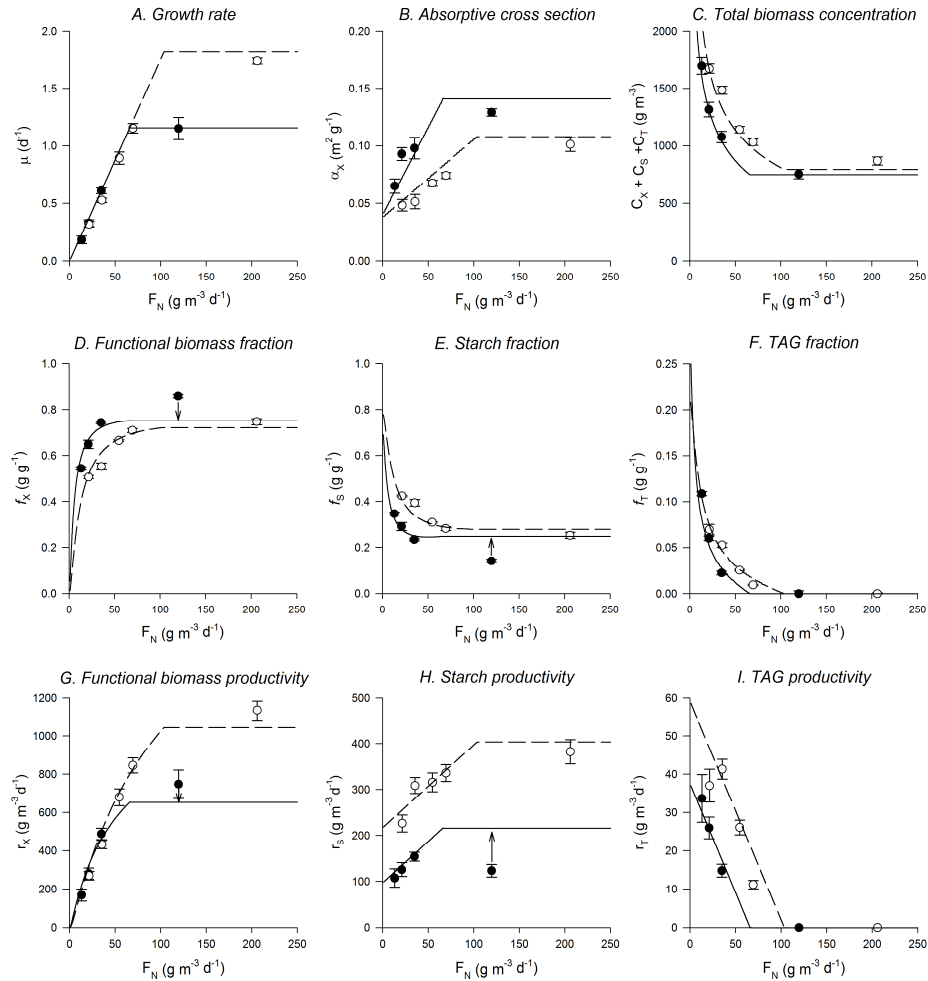 A. Growth rate
B. Absorptive cross section
C. Total biomass concentration
2.0
1.5
1.0
0.5
0.0
μ (d⁻¹)
0 50 100 150 200 250
F_N (g m⁻³ d⁻¹)
0.20
0.15
0.10
0.05
0.00
α_X (m² g⁻¹)
0 50 100 150 200 250
F_N (g m⁻³ d⁻¹)
2000
1500
1000
500
0
C_X + C_S +C_T (g m⁻³)
0 50 100 150 200 250
F_N (g m⁻³ d⁻¹)
D. Functional biomass fraction
E. Starch fraction
F. TAG fraction
1.0
0.8
0.6
0.4
0.2
0.0
f_X (g g⁻¹)
0 50 100 150 200 250
F_N (g m⁻³ d⁻¹)
1.0
0.8
0.6
0.4
0.2
0.0
f_S (g g⁻¹)
0 50 100 150 200 250
F_N (g m⁻³ d⁻¹)
0.25
0.20
0.15
0.10
0.05
0.00
f_T (g g⁻¹)
0 50 100 150 200 250
F_N (g m⁻³ d⁻¹)
G. Functional biomass productivity
H. Starch productivity
I. TAG productivity
1200
1000
800
600
400
200
0
r_X (g m⁻³ d⁻¹)
0 50 100 150 200 250
F_N (g m⁻³ d⁻¹)
500
400
300
200
100
0
r_S (g m⁻³ d⁻¹)
0 50 100 150 200 250
F_N (g m⁻³ d⁻¹)
60
50
40
30
20
10
0
r_T (g m⁻³ d⁻¹)
0 50 100 150 200 250
F_N (g m⁻³ d⁻¹)